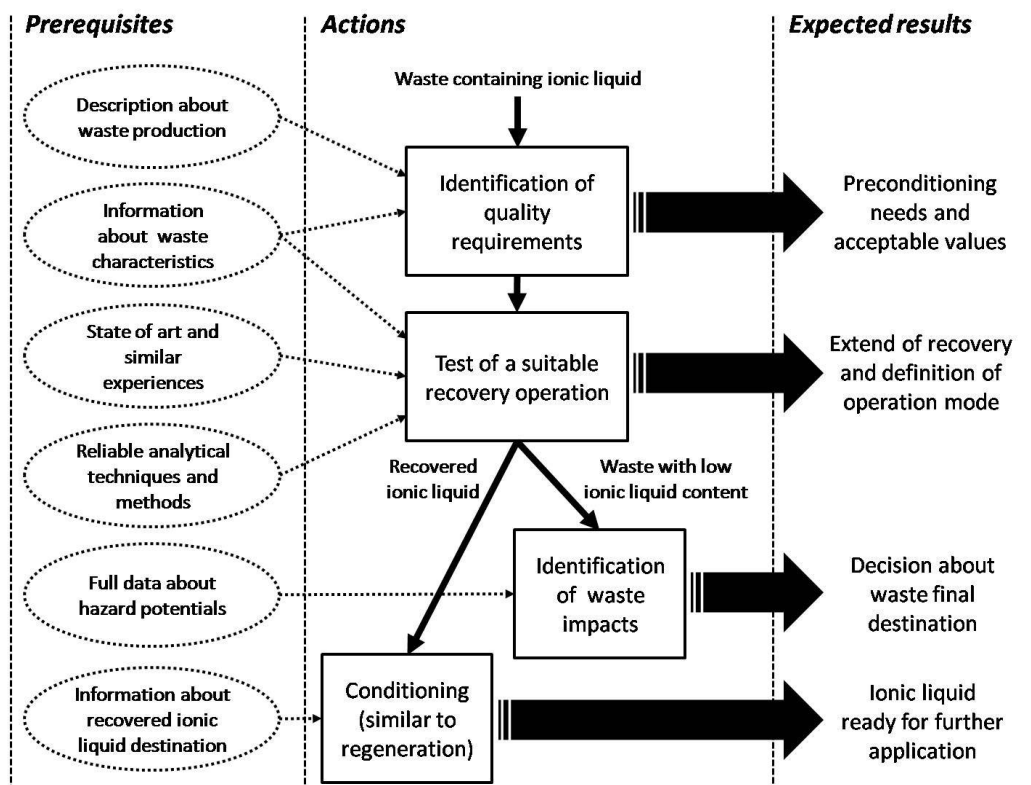 Prerequisites
Actions
Expected results
Waste containing ionic liquid
Description about
waste production
Identification of
quality
requirements
Preconditioning
needs and
acceptable values
Information
about waste
characteristics
State of art and
similar
experiences
Test of a suitable
recovery operation
Extend of recovery
and definition of
operation mode
Reliable analytical
techniques and
methods
Recovered
ionic liquid
Waste with low
ionic liquid content
Full data about
hazard potentials
Identification
of waste
impacts
Decision about
waste final
destination
Information about
recovered ionic
liquid destination
Conditioning
(similar to
regeneration)
Ionic liquid
ready for further
application